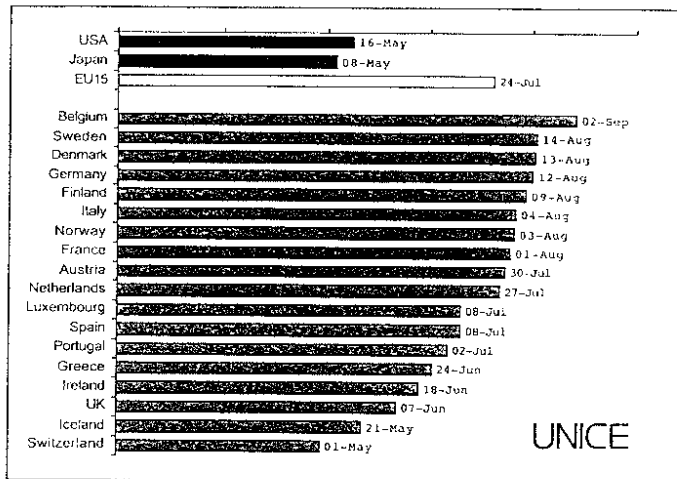 USA 16-May
Japan 08-May
EU15 24-Jul
Belgium 02-Sep
Sweden 14-Aug
Denmark 13-Aug
Germany 12-Aug
Finland 09-Aug
Italy 04-Aug
Norway 03-Aug
France 01-Aug
Austria 30-Jul
Netherlands 27-Jul
Luxembourg 08-Jul
Spain 08-Jul
Portugal 02-Jul
Greece 24-Jun
Ireland 18-Jun
UK 07-Jun
Iceland 21-May
Switzerland 01-May
UNICE